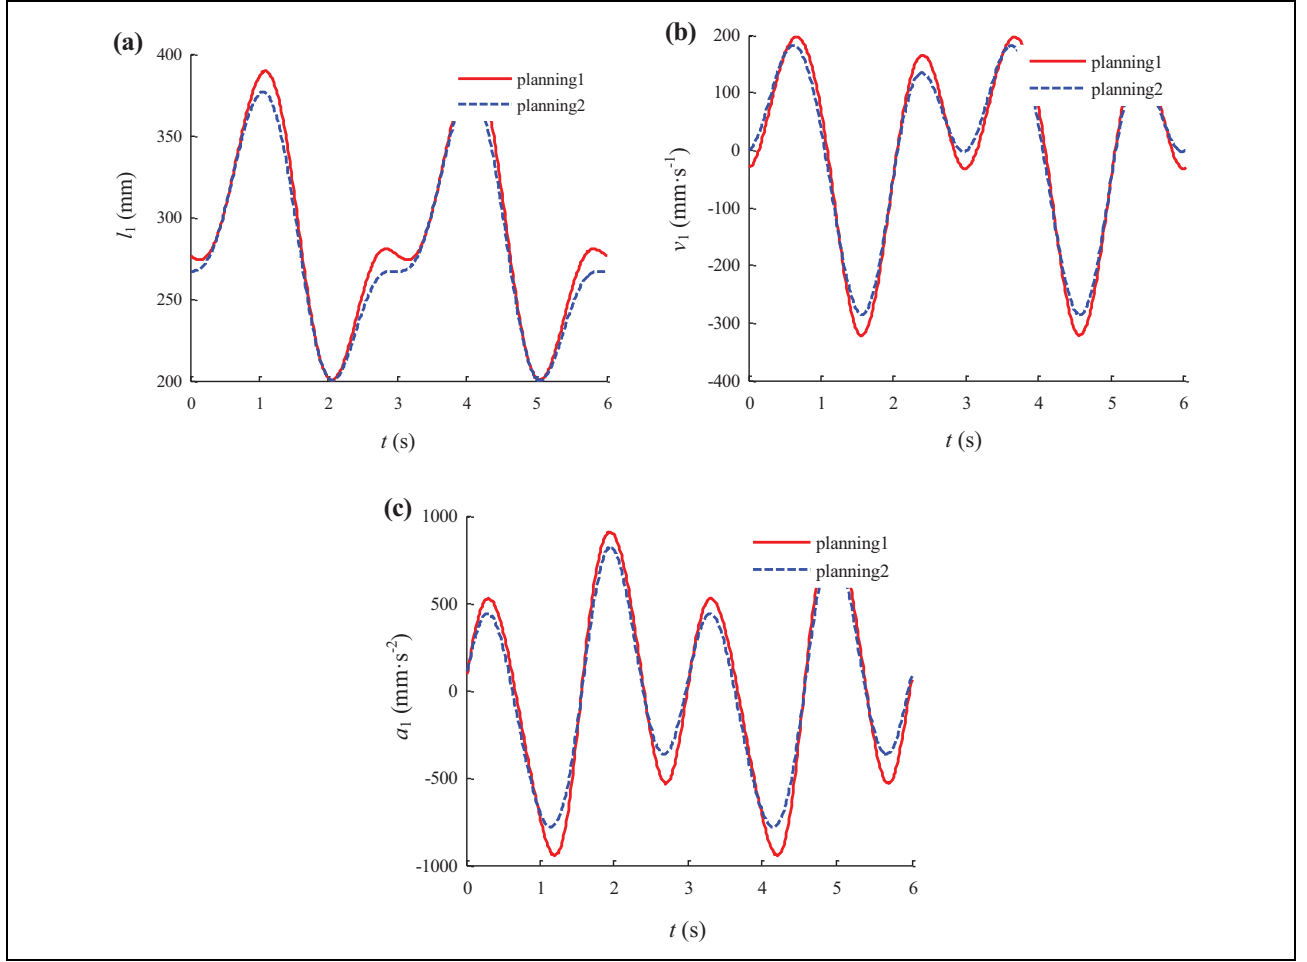 (a)
400
350
300
250
200
0 1 2 3 4 5 6
l1 (mm)
t (s)
planning1
planning2
(b)
200
100
0
-100
-200
-300
-400
0 1 2 3 4 5 6
v1 (mm·s-1)
t (s)
planning1
planning2
(c)
1000
500
0
-500
-1000
0 1 2 3 4 5 6
a1 (mm·s-2)
t (s)
planning1
planning2